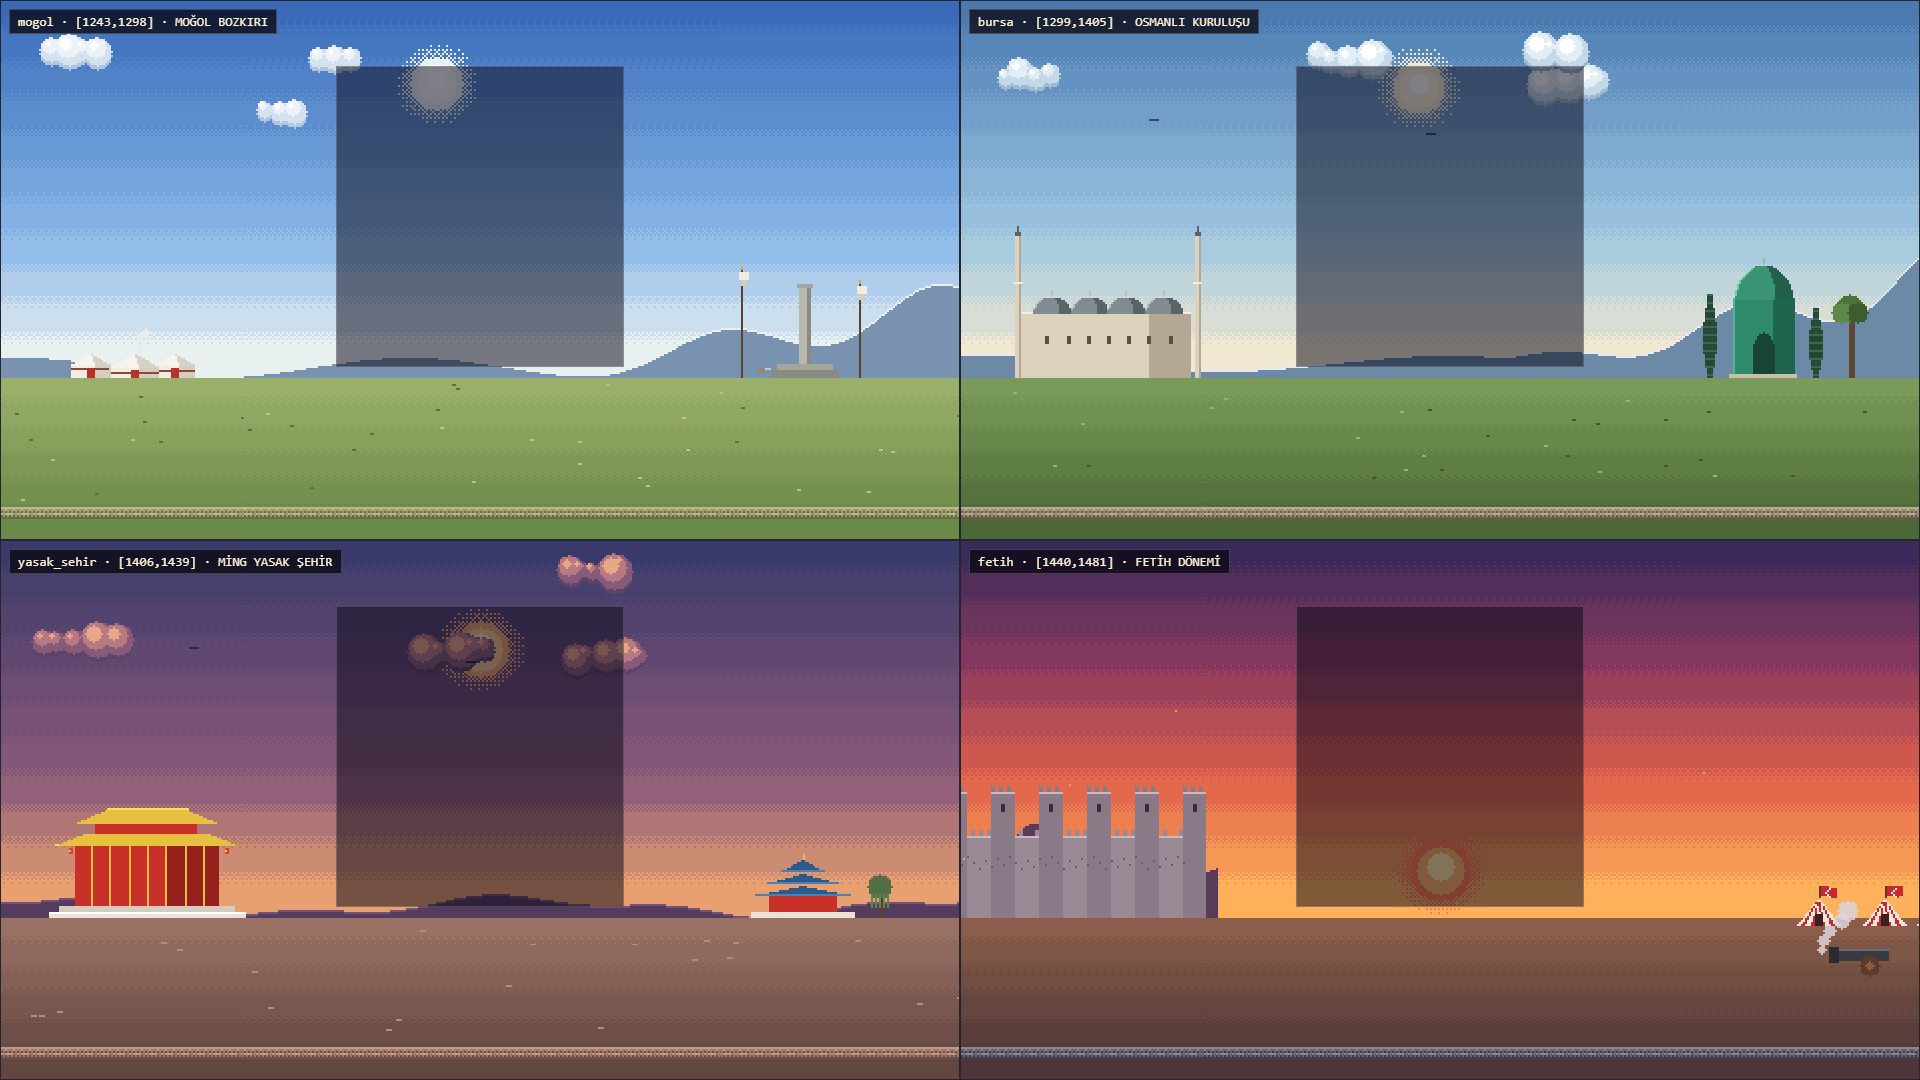 mogol · [1243,1298] · MOĞOL BOZKIRI
bursa · [1299,1405] · OSMANLI KURULUŞU
yasak_sehir · [1406,1439] · MİNG YASAK ŞEHİR
fetih · [1440,1481] · FETİH DÖNEMİ